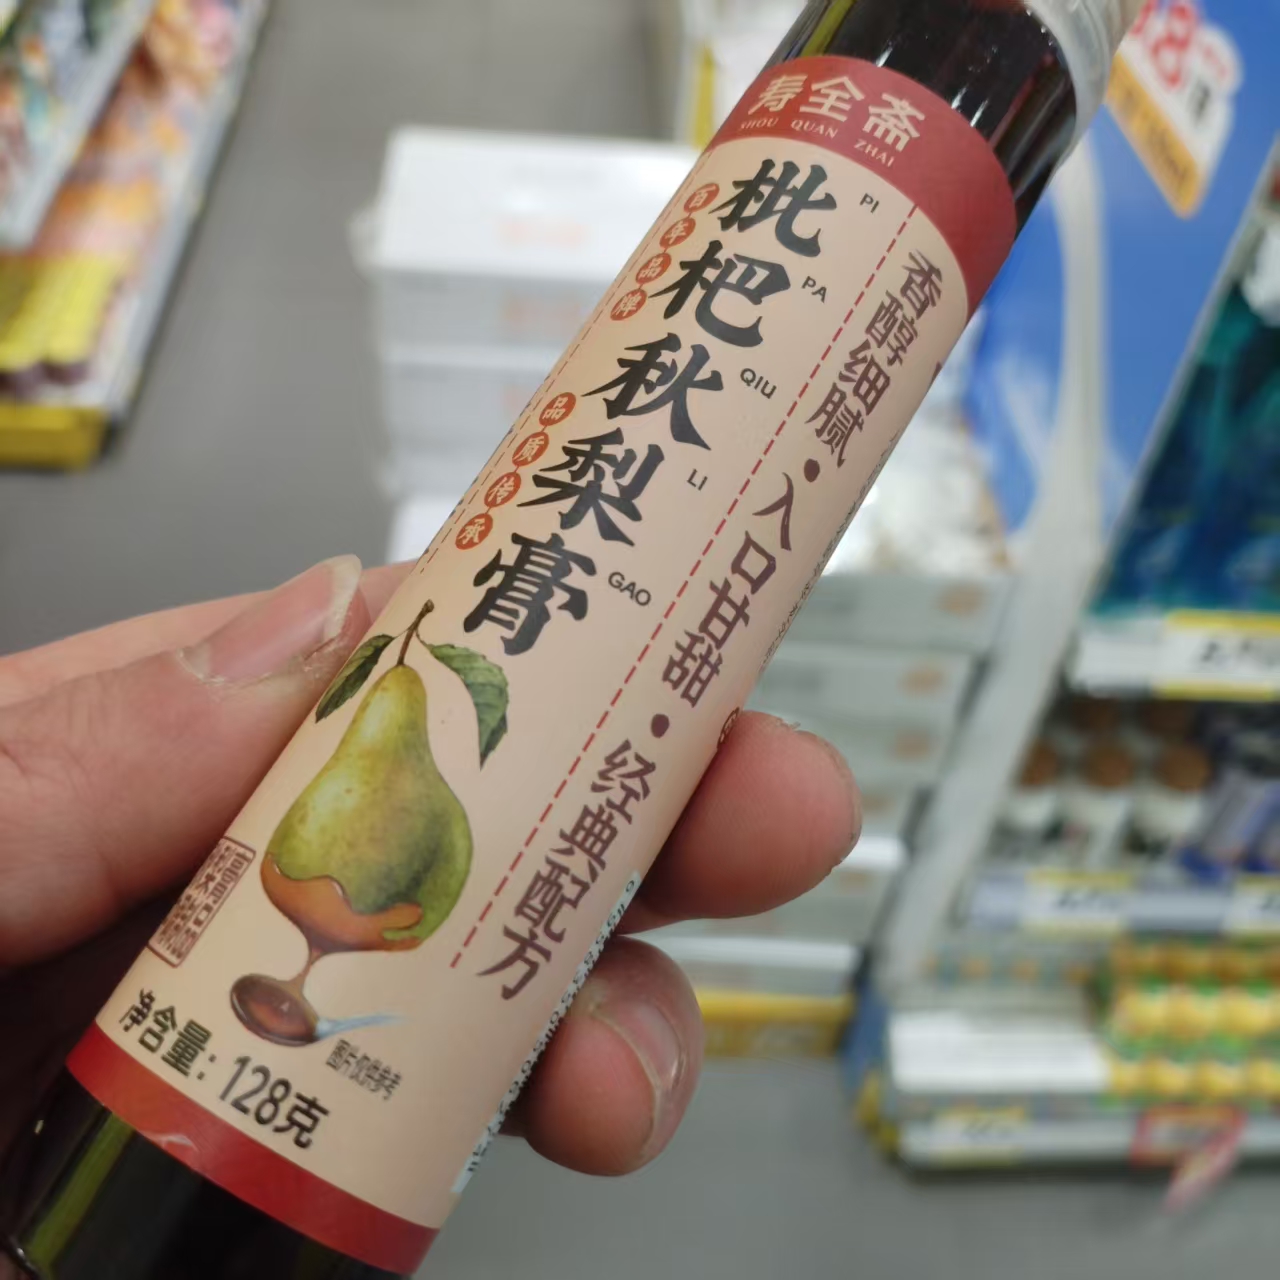 寿全斋
SHOU QUAN ZHAI
枇杷秋梨膏
PI PA QIU LI GAO
百年品牌
品质传承
香醇细腻·入口甘甜·经典配方
图片仅供参考
净含量:128克